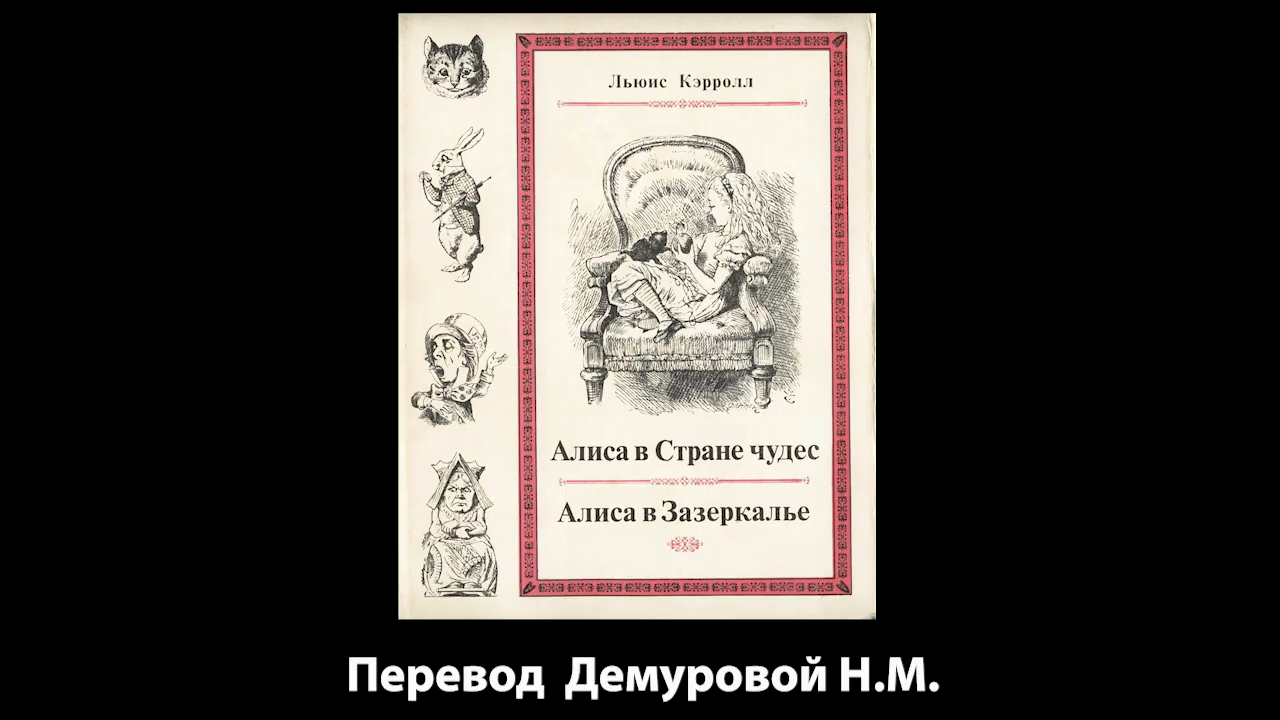 Льюис Кэрролл
Алиса в Стране чудес
Алиса в Зазеркалье
Перевод Демуровой Н.М.